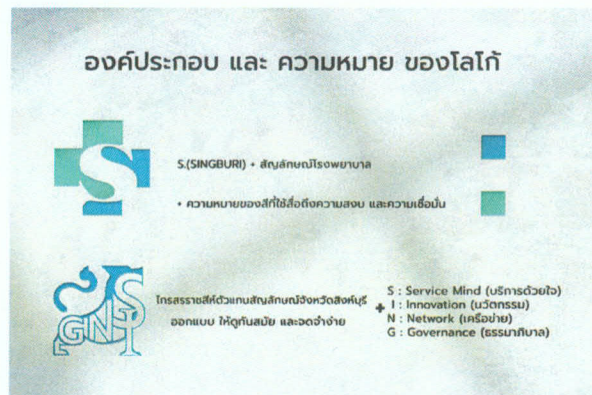 องค์ประกอบ และ ความหมาย ของโลโก้
S
S.(SINGBURI) + สัญลักษณ์โรงพยาบาล
• ความหมายของสีที่ใช้สื่อถึงความสงบ และความเชื่อมั่น
SING
ไกรสรราชสีห์ตัวแทนสัญลักษณ์จังหวัดสิงห์บุรี
ออกแบบ ให้ดูทันสมัย และจดจำง่าย
+
S : Service Mind (บริการด้วยใจ)
I : Innovation (นวัตกรรม)
N : Network (เครือข่าย)
G : Governance (ธรรมาภิบาล)